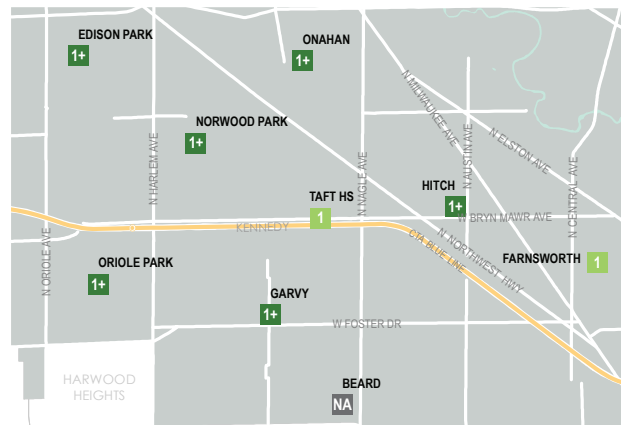 EDISON PARK
1+
ONAHAN
1+
N MILWAUKEE AVE
N ELSTON AVE
NORWOOD PARK
1+
N HARLEM AVE
N NAGLE AVE
N AUSTIN AVE
N CENTRAL AVE
TAFT HS
1
HITCH
1+
W BRYN MAWR AVE
KENNEDY
CTA BLUE LINE
N NORTHWEST HWY
N ORIOLE AVE
ORIOLE PARK
1+
FARNSWORTH
1
GARVY
1+
W FOSTER DR
HARWOOD
HEIGHTS
BEARD
NA